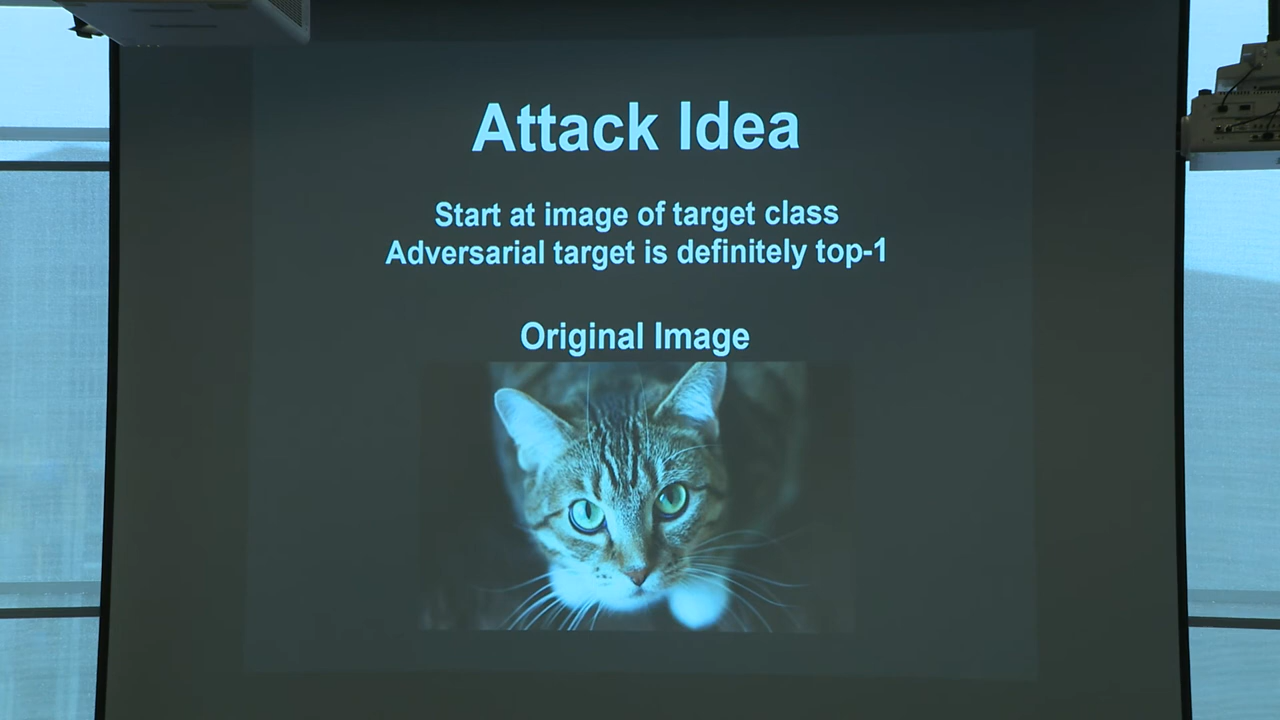 Attack Idea
Start at image of target class
Adversarial target is definitely top-1
Original Image